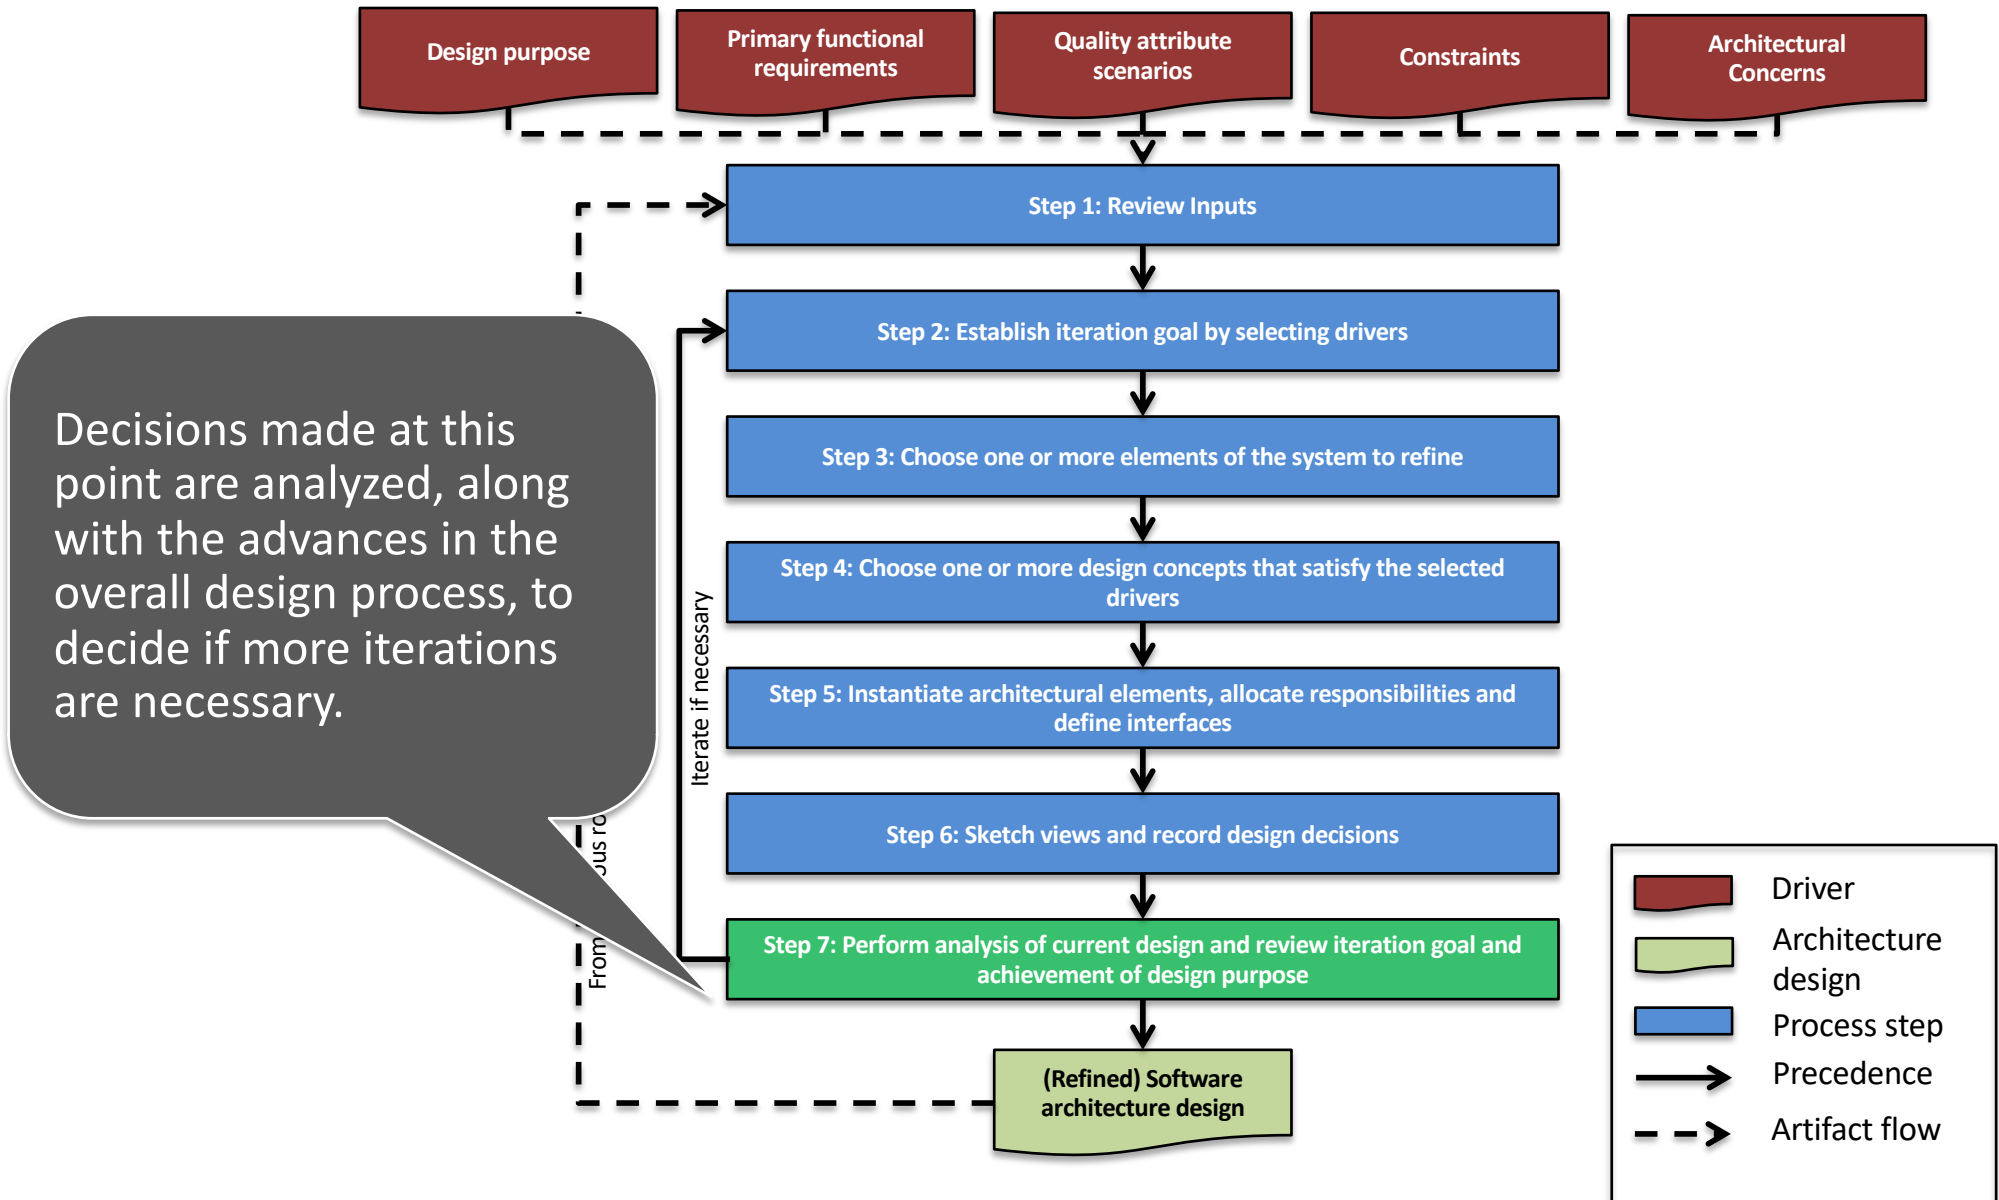 Design purpose
Primary functional
requirements
Quality attribute
scenarios
Constraints
Architectural
Concerns
Step 1: Review Inputs
Step 2: Establish iteration goal by selecting drivers
Decisions made at this
point are analyzed, along
with the advances in the
overall design process, to
decide if more iterations
are necessary.
Step 3: Choose one or more elements of the system to refine
Step 4: Choose one or more design concepts that satisfy the selected
drivers
Iterate if necessary
Step 5: Instantiate architectural elements, allocate responsibilities and
define interfaces
Step 6: Sketch views and record design decisions
From
Step 7: Perform analysis of current design and review iteration goal and
achievement of design purpose
(Refined) Software
architecture design
Driver
Architecture
design
Process step
Precedence
Artifact flow